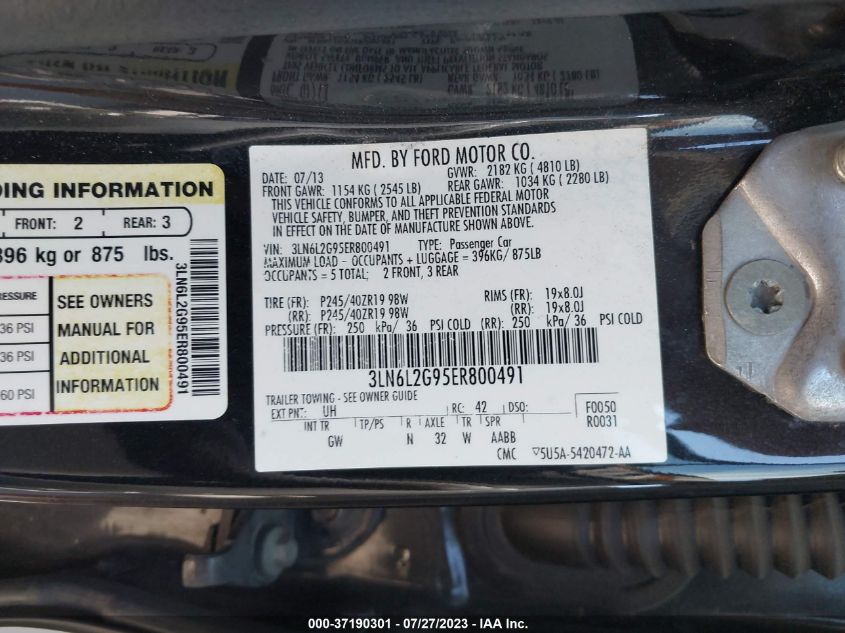 DING INFORMATION
FRONT: 2 REAR: 3
396 kg or 875 lbs.
RESSURE
36 PSI
36 PSI
60 PSI
SEE OWNERS
MANUAL FOR
ADDITIONAL
INFORMATION
3LN6L2G95ER800491
MFD. BY FORD MOTOR CO.
DATE: 07/13 GVWR: 2182 KG ( 4810 LB)
FRONT GAWR: 1154 KG ( 2545 LB) REAR GAWR: 1034 KG ( 2280 LB)
THIS VEHICLE CONFORMS TO ALL APPLICABLE FEDERAL MOTOR
VEHICLE SAFETY, BUMPER, AND THEFT PREVENTION STANDARDS
IN EFFECT ON THE DATE OF MANUFACTURE SHOWN ABOVE.
VIN: 3LN6L2G95ER800491 TYPE: Passenger Car
MAXIMUM LOAD - OCCUPANTS + LUGGAGE = 396KG/ 875LB
OCCUPANTS = 5 TOTAL; 2 FRONT, 3 REAR
TIRE (FR): P245/40ZR19 98W RIMS (FR): 19x8.0J
(RR): P245/40ZR19 98W (RR): 19x8.0J
PRESSURE (FR): 250 kPa/ 36 PSI COLD (RR): 250 kPa/ 36 PSI COLD
3LN6L2G95ER800491
TRAILER TOWING - SEE OWNER GUIDE
EXT PNT: UH RC: 42 DSO: F0050
INT TR TP/PS R AXLE TR SPR R0031
GW N 32 W AABB
CMC 5U5A-5420472-AA
000-37190301 - 07/27/2023 - IAA Inc.